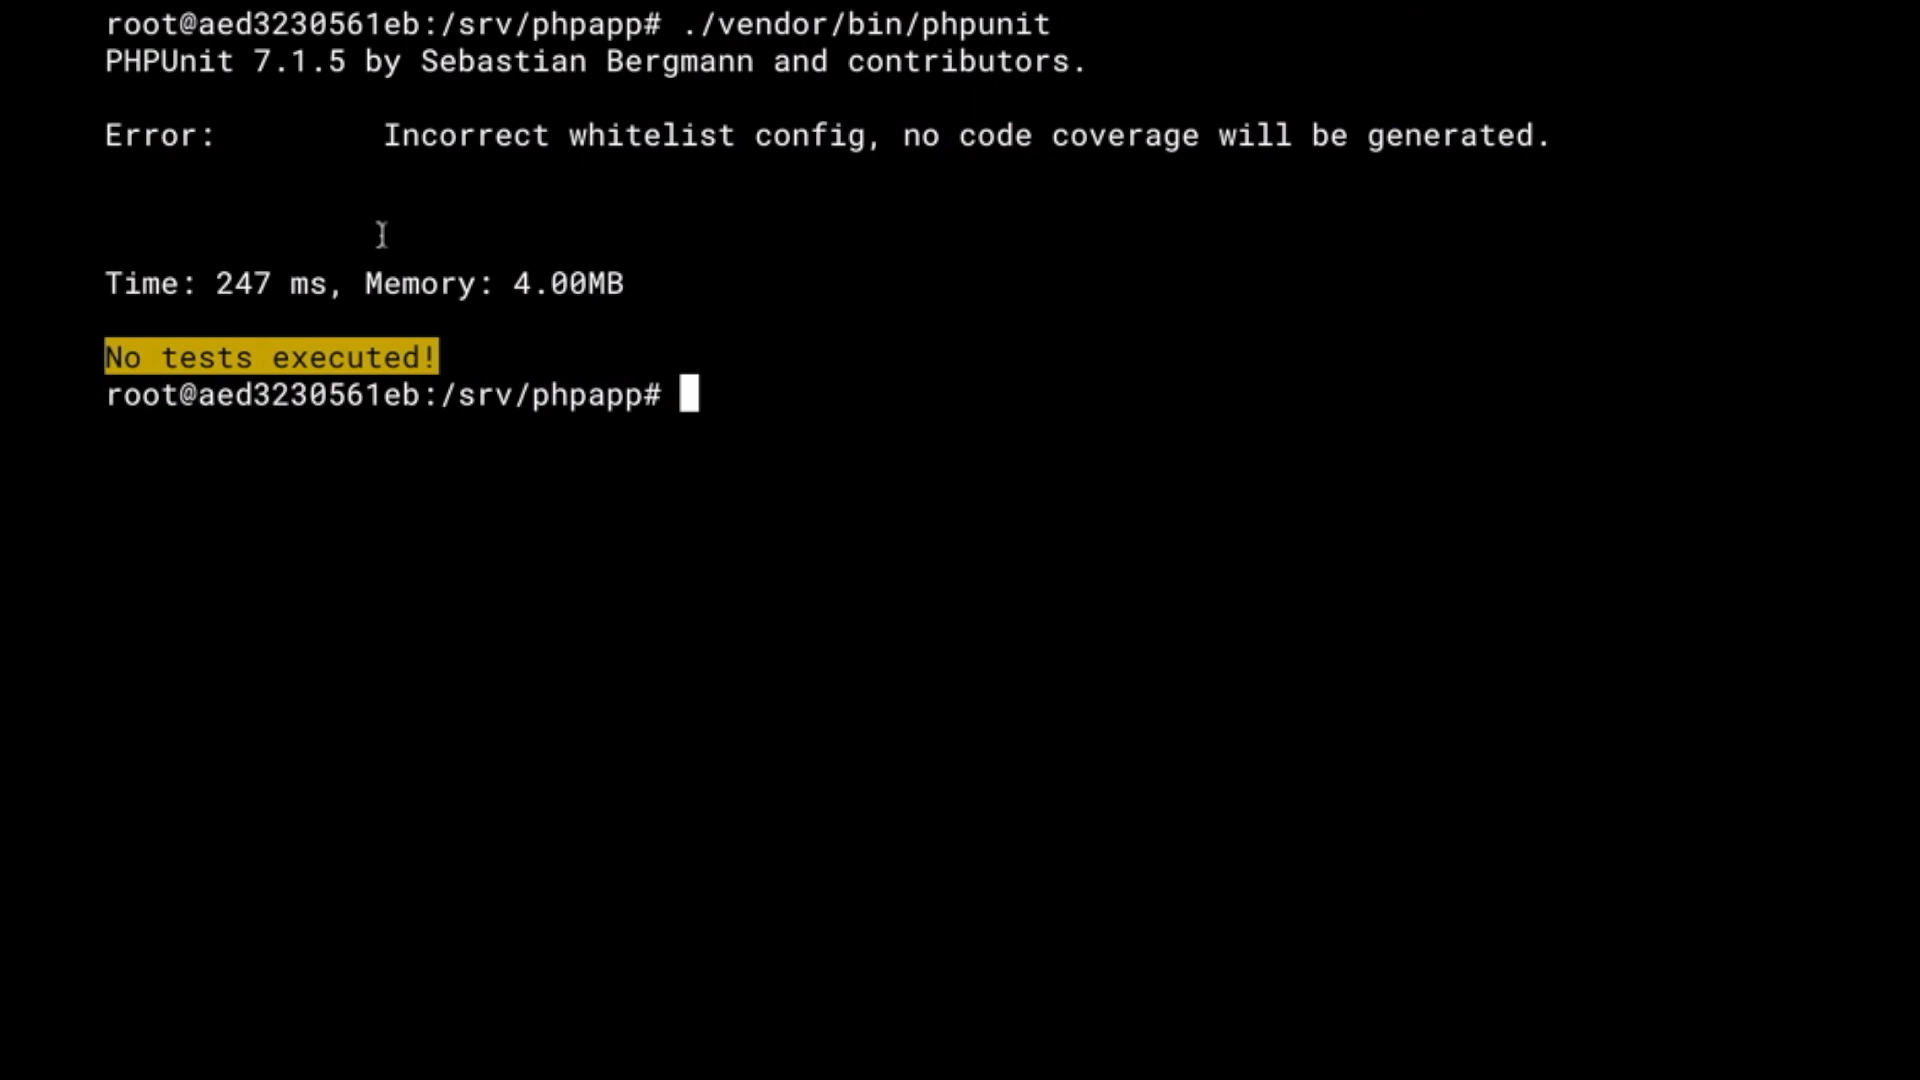 root@aed3230561eb:/srv/phpapp# ./vendor/bin/phpunit
PHPUnit 7.1.5 by Sebastian Bergmann and contributors.
Error:         Incorrect whitelist config, no code coverage will be generated.
Time: 247 ms, Memory: 4.00MB
No tests executed!
root@aed3230561eb:/srv/phpapp#